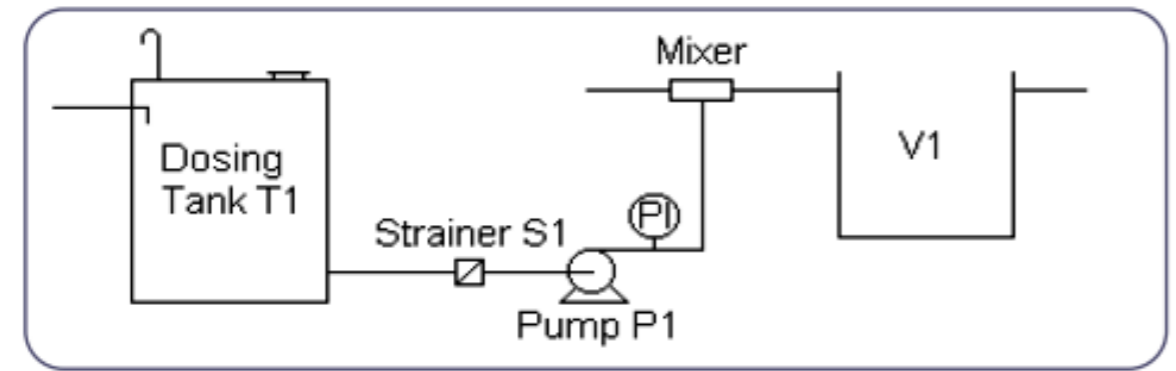 Mixer
Dosing
Tank T1
V1
PI
Strainer S1
Pump P1